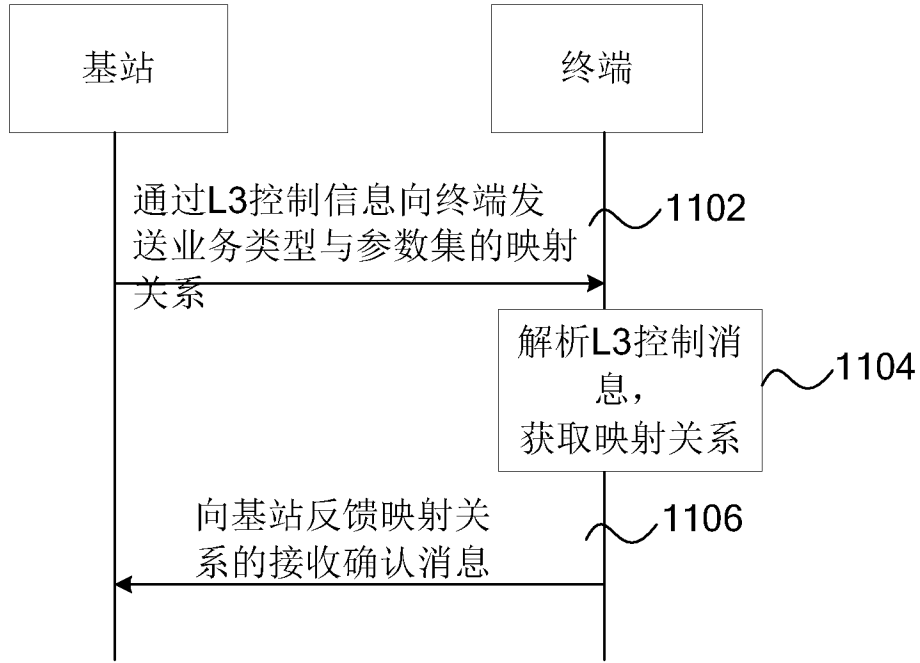 基站
终端
通过L3控制信息向终端发
送业务类型与参数集的映射
关系
1102
解析L3控制消
息，
获取映射关系
1104
向基站反馈映射关
系的接收确认消息
1106